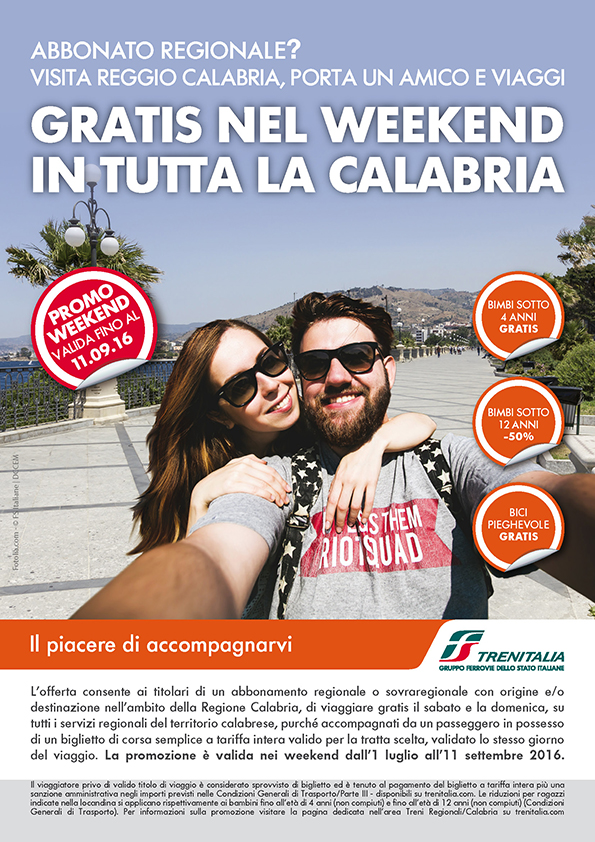 ABBONATO REGIONALE?
VISITA REGGIO CALABRIA, PORTA UN AMICO E VIAGGI
GRATIS NEL WEEKEND
IN TUTTA LA CALABRIA
PROMO
WEEKEND
VALIDA FINO AL
11.09.16
BIMBI SOTTO
4 ANNI
GRATIS
BIMBI SOTTO
12 ANNI
-50%
BICI
PIEGHEVOLE
GRATIS
THEM
RIOT SQUAD
Fotolia.com - © FS Italiane | DCCEM
Il piacere di accompagnarvi
TRENITALIA
GRUPPO FERROVIE DELLO STATO ITALIANE
L'offerta consente ai titolari di un abbonamento regionale o sovraregionale con origine e/o
destinazione nell'ambito della Regione Calabria, di viaggiare gratis il sabato e la domenica, su
tutti i servizi regionali del territorio calabrese, purché accompagnati da un passeggero in possesso
di un biglietto di corsa semplice a tariffa intera valido per la tratta scelta, validato lo stesso giorno
del viaggio. La promozione è valida nei weekend dall'1 luglio all'11 settembre 2016.
Il viaggiatore privo di valido titolo di viaggio è considerato sprovvisto di biglietto ed è tenuto al pagamento del biglietto a tariffa intera più una
sanzione amministrativa negli importi previsti nelle Condizioni Generali di Trasporto/Parte III - disponibili su trenitalia.com. Le riduzioni per ragazzi
indicate nella locandina si applicano rispettivamente ai bambini fino all'età di 4 anni (non compiuti) e fino all'età di 12 anni (non compiuti) (Condizioni
Generali di Trasporto). Per informazioni sulla promozione visitare la pagina dedicata nell'area Treni Regionali/Calabria su trenitalia.com